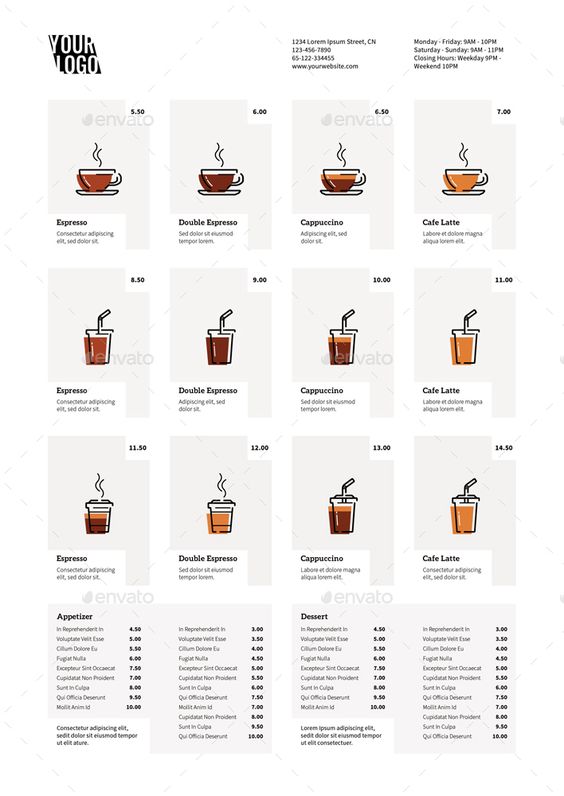 YOUR
LOGO
1234 Lorem Ipsum Street, CN
123-456-7890
65-122-334455
www.yourwebsite.com
Monday - Friday: 9AM - 10PM
Saturday - Sunday: 9AM - 11PM
Closing Hours: Weekday 9PM -
Weekend 10PM
5.50
6.00
6.50
7.00
envato
envato
Espresso
Consectetur adipiscing
elit, sed dolor sit.
Double Espresso
Sed dolor sit eiusmod
tempor lorem.
Cappuccino
Adipiscing elit, sed
dolor sit.
Cafe Latte
Labore et dolore magna
aliqua lorem elit.
8.50
9.00
10.00
11.00
envato
envato
Espresso
Consectetur adipiscing
elit, sed dolor sit.
Double Espresso
Adipiscing elit, sed
dolor sit.
Cappuccino
Sed dolor sit eiusmod
tempor lorem.
Cafe Latte
Labore et dolore magna
aliqua lorem elit.
11.50
12.00
13.00
14.50
Espresso
Consectetur adipiscing
elit, sed dolor sit.
Double Espresso
Sed dolor sit eiusmod
tempor lorem.
Cappuccino
Labore et dolore magna
aliqua lorem elit.
Cafe Latte
Consectetur adipiscing
elit, sed dolor sit.
envato
envato
Appetizer
In Reprehenderit In 4.50
Voluptate Velit Esse 5.00
Cillum Dolore Eu 5.50
Fugiat Nulla 6.00
Excepteur Sint Occaecat 7.50
Cupidatat Non Proident 7.00
Sunt In Culpa 8.00
Qui Officia Deserunt 9.50
Mollit Anim Id 10.00
Consectetur adipiscing elit,
sedit dolor sit eiusmod tempor
ut elit ature.
In Reprehenderit In 3.00
Voluptate Velit Esse 3.50
Cillum Dolore Eu 4.00
Fugiat Nulla 4.50
Excepteur Sint Occaecat 5.00
Cupidatat Non Proident 5.50
Sunt In Culpa 6.00
Qui Officia Deserunt 7.50
Mollit Anim Id 7.00
Cupidatat Non Proident 8.00
Sunt In Culpa 9.50
Qui Officia Deserunt 10.00
Dessert
In Reprehenderit In 4.50
Voluptate Velit Esse 5.00
Cillum Dolore Eu 5.50
Fugiat Nulla 6.00
Excepteur Sint Occaecat 7.50
Cupidatat Non Proident 7.00
Sunt In Culpa 8.00
Qui Officia Deserunt 9.50
Mollit Anim Id 10.00
Lorem ipsum adipiscing elit,
sedit dolor sit eiusmod tempor
ut elit consetectuer.
In Reprehenderit In 3.00
Voluptate Velit Esse 3.50
Cillum Dolore Eu 4.00
Fugiat Nulla 4.50
Excepteur Sint Occaecat 5.00
Cupidatat Non Proident 5.50
Sunt In Culpa 6.00
Qui Officia Deserunt 7.50
Mollit Anim Id 7.00
Cupidatat Non Proident 8.00
Sunt In Culpa 9.50
Qui Officia Deserunt 10.00